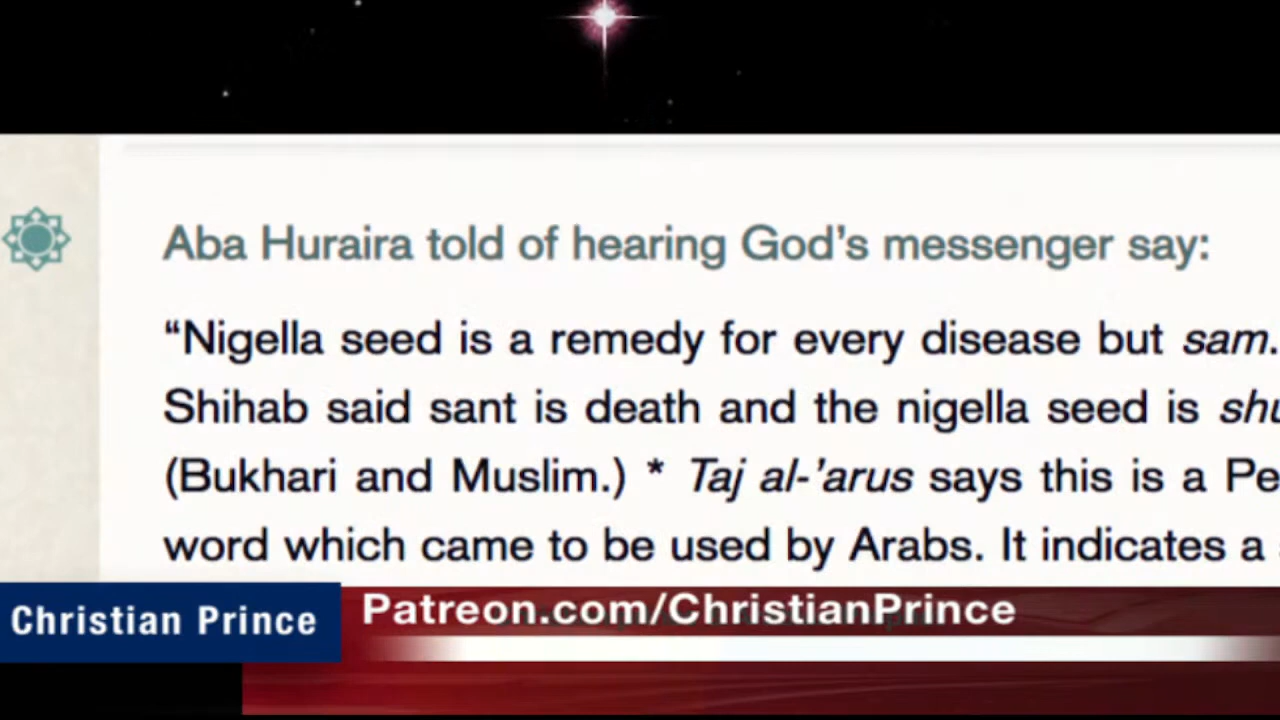 Aba Huraira told of hearing God's messenger say:
“Nigella seed is a remedy for every disease but sam.
Shihab said sant is death and the nigella seed is
(Bukhari and Muslim.) * Taj al-’arus says this is a
word which came to be used by Arabs. It indicates a
Christian Prince
Patreon.com/ChristianPrince